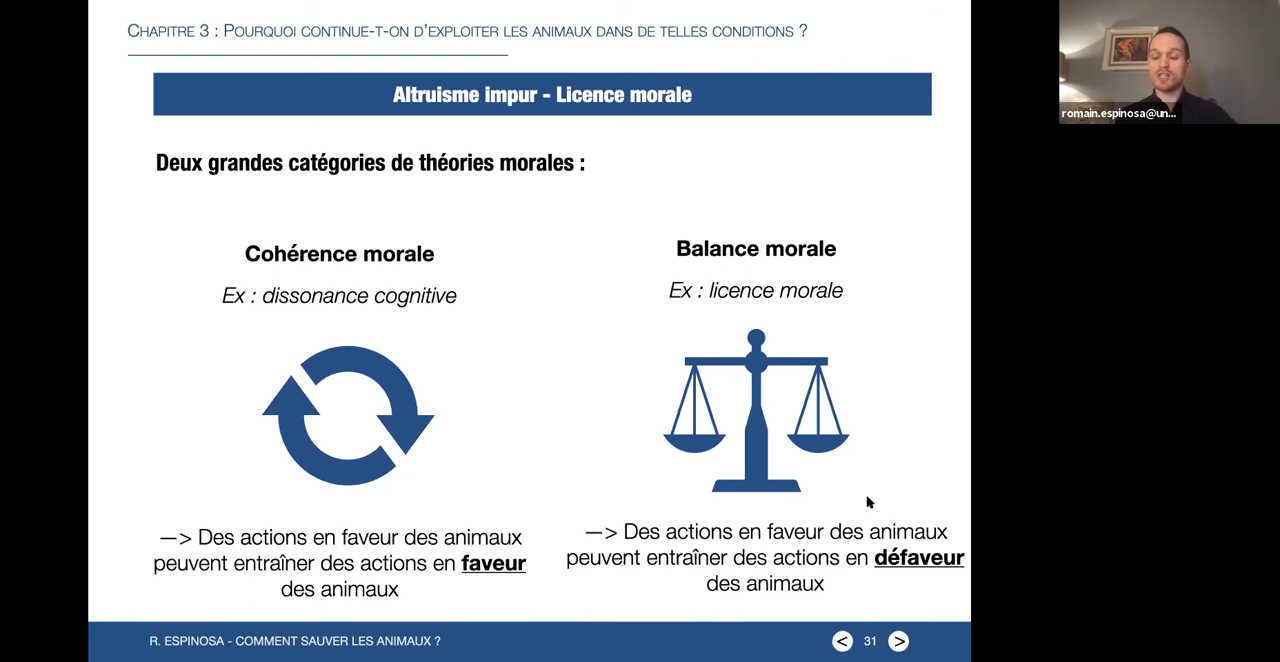 CHAPITRE 3 : POURQUOI CONTINUE-T-ON D'EXPLOITER LES ANIMAUX DANS DE TELLES CONDITIONS ?
Altruisme impur - Licence morale
romain.espinosa@un...
Deux grandes catégories de théories morales :
Cohérence morale
Ex : dissonance cognitive
—> Des actions en faveur des animaux
peuvent entraîner des actions en faveur
des animaux
Balance morale
Ex : licence morale
—> Des actions en faveur des animaux
peuvent entraîner des actions en défaveur
des animaux
R. ESPINOSA - COMMENT SAUVER LES ANIMAUX ?
< 31 >